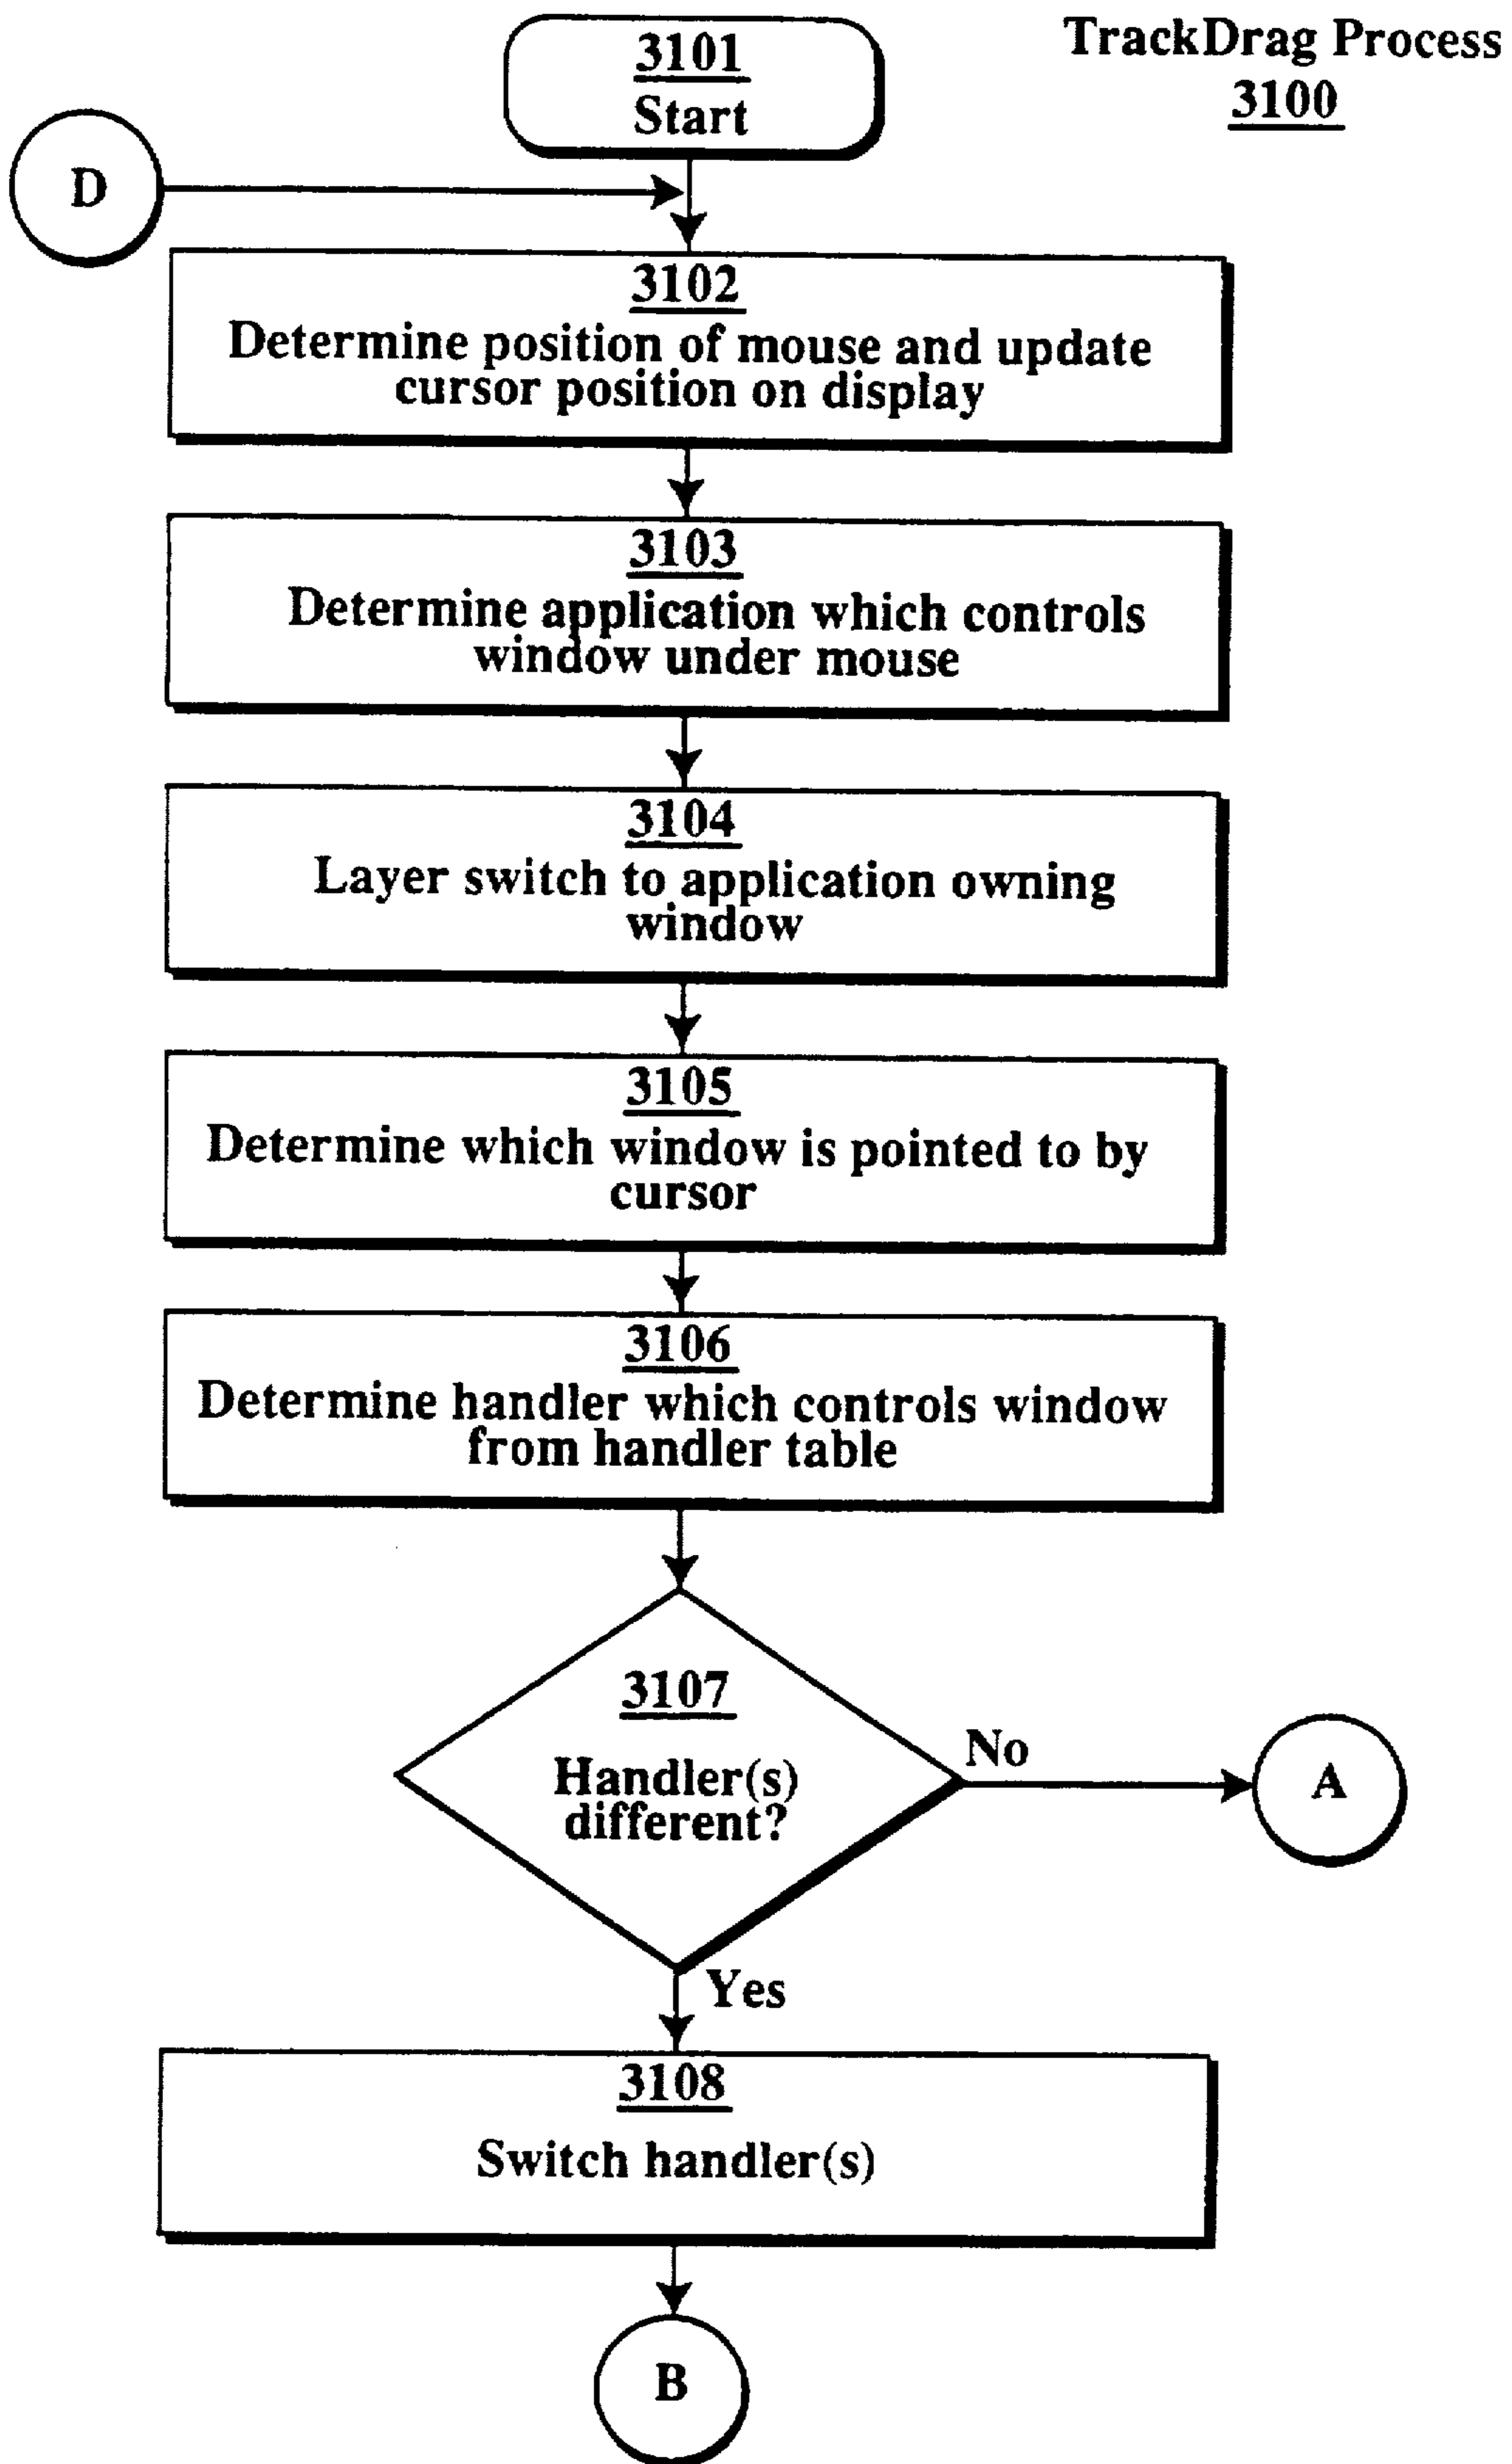 TrackDrag Process
3100
3101
Start
D
3102
Determine position of mouse and update
cursor position on display
3103
Determine application which controls
window under mouse
3104
Layer switch to application owning
window
3105
Determine which window is pointed to by
cursor
3106
Determine handler which controls window
from handler table
3107
Handler(s)
different?
No
A
Yes
3108
Switch handler(s)
B